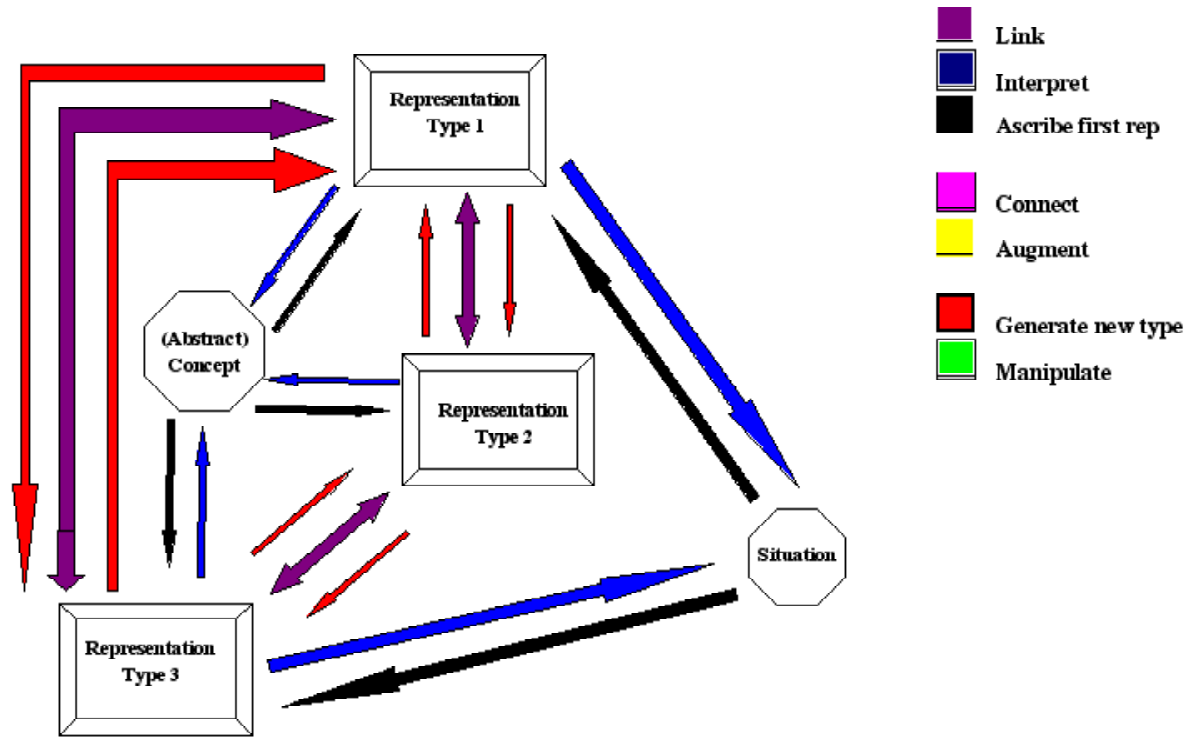 Representation
Type 1
(Abstract)
Concept
Representation
Type 2
Situation
Representation
Type 3
Link
Interpret
Ascribe first rep
Connect
Augment
Generate new type
Manipulate